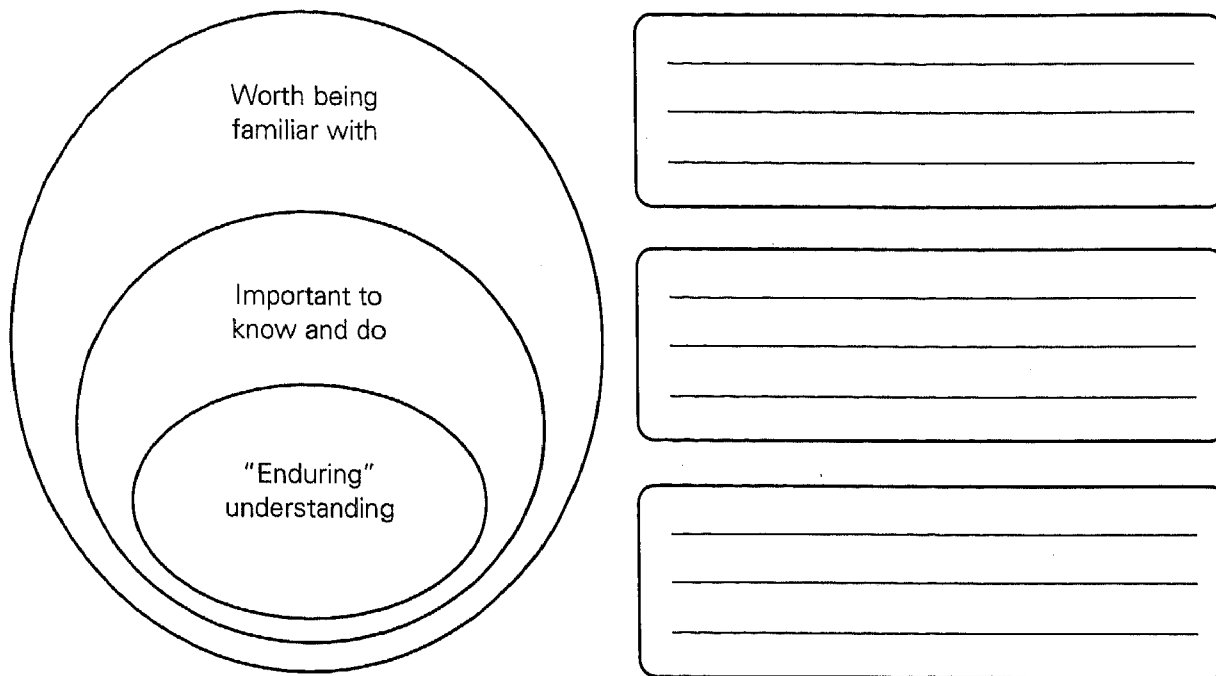 Worth being
familiar with
Important to
know and do
"Enduring"
understanding